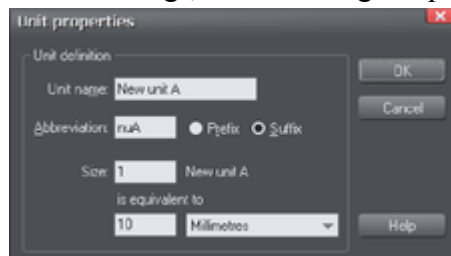 Unit properties
Unit definition
Unit name: New unit A
Abbreviation: nuA Prefix Suffix
Size: 1 New unit A
is equivalent to
10 Millimetres
OK
Cancel
Help